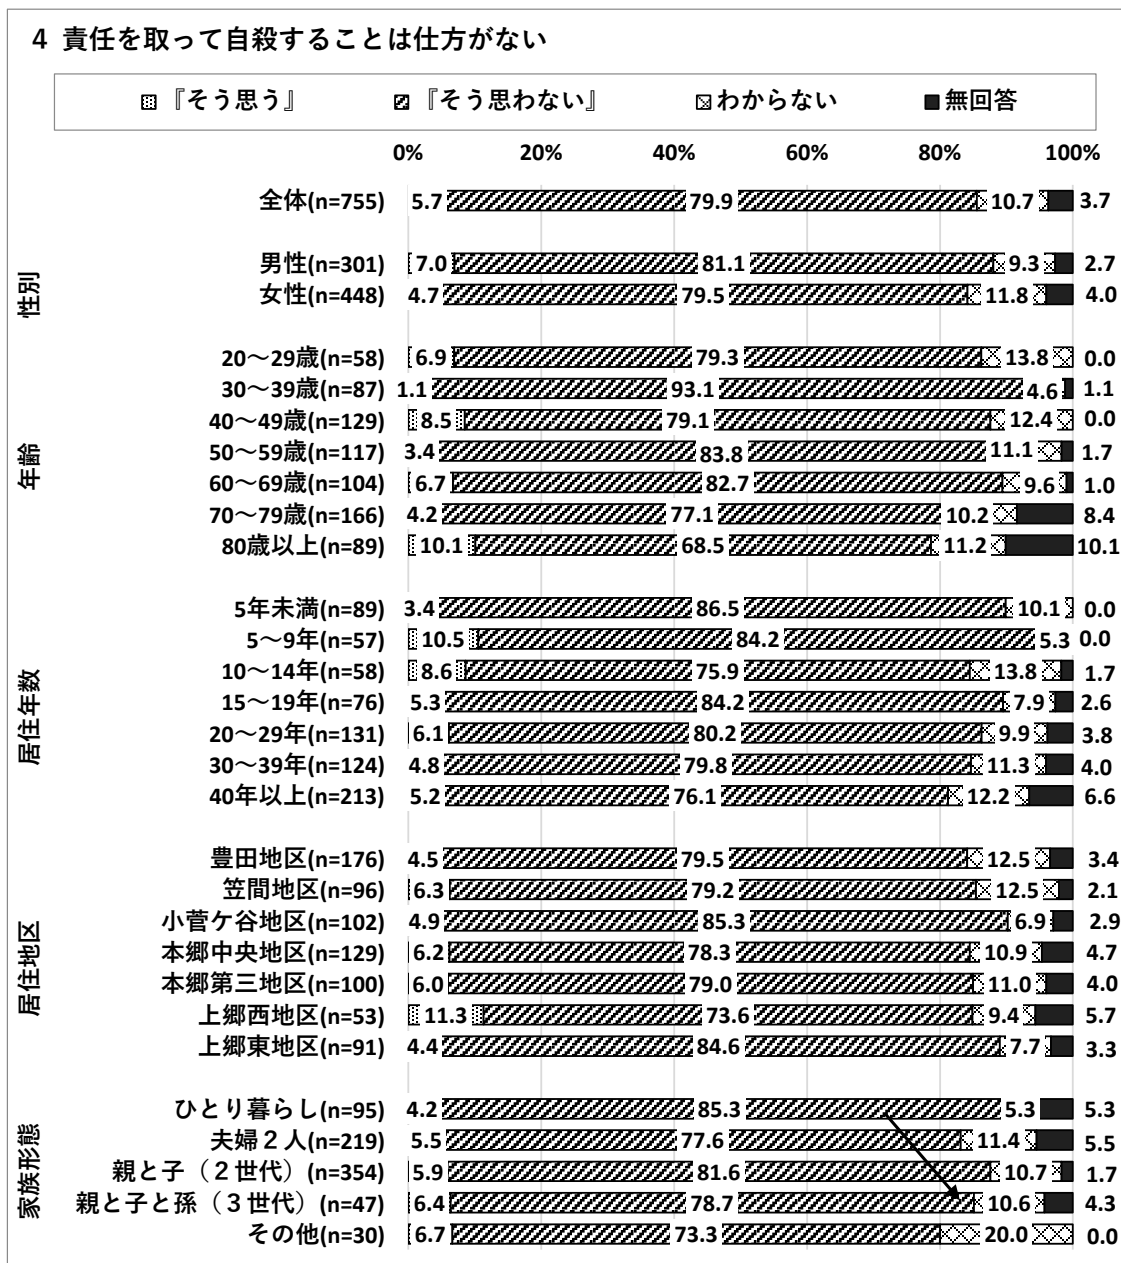 4 責任を取って自殺することは仕方がない
『そう思う』 『そう思わない』 わからない 無回答
0% 20% 40% 60% 80% 100%
全体(n=755) 5.7 79.9 10.7 3.7
性別
男性(n=301) 7.0 81.1 9.3 2.7
女性(n=448) 4.7 79.5 11.8 4.0
年齢
20～29歳(n=58) 6.9 79.3 13.8 0.0
30～39歳(n=87) 1.1 93.1 4.6 1.1
40～49歳(n=129) 8.5 79.1 12.4 0.0
50～59歳(n=117) 3.4 83.8 11.1 1.7
60～69歳(n=104) 6.7 82.7 9.6 1.0
70～79歳(n=166) 4.2 77.1 10.2 8.4
80歳以上(n=89) 10.1 68.5 11.2 10.1
居住年数
5年未満(n=89) 3.4 86.5 10.1 0.0
5～9年(n=57) 10.5 84.2 5.3 0.0
10～14年(n=58) 8.6 75.9 13.8 1.7
15～19年(n=76) 5.3 84.2 7.9 2.6
20～29年(n=131) 6.1 80.2 9.9 3.8
30～39年(n=124) 4.8 79.8 11.3 4.0
40年以上(n=213) 5.2 76.1 12.2 6.6
居住地区
豊田地区(n=176) 4.5 79.5 12.5 3.4
笠間地区(n=96) 6.3 79.2 12.5 2.1
小菅ケ谷地区(n=102) 4.9 85.3 6.9 2.9
本郷中央地区(n=129) 6.2 78.3 10.9 4.7
本郷第三地区(n=100) 6.0 79.0 11.0 4.0
上郷西地区(n=53) 11.3 73.6 9.4 5.7
上郷東地区(n=91) 4.4 84.6 7.7 3.3
家族形態
ひとり暮らし(n=95) 4.2 85.3 5.3 5.3
夫婦２人(n=219) 5.5 77.6 11.4 5.5
親と子（２世代）(n=354) 5.9 81.6 10.7 1.7
親と子と孫（３世代）(n=47) 6.4 78.7 10.6 4.3
その他(n=30) 6.7 73.3 20.0 0.0